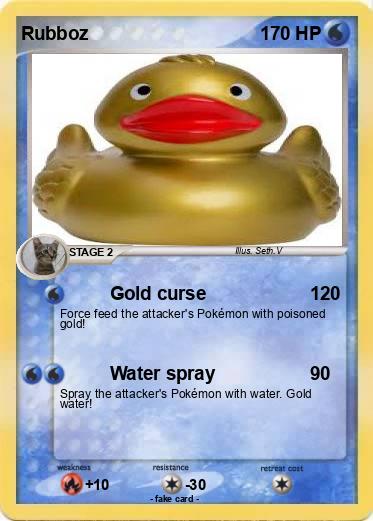 Rubboz 170 HP
Illus. Seth.V
STAGE 2
Gold curse 120
Force feed the attacker's Pokémon with poisoned
gold!
Water spray 90
Spray the attacker's Pokémon with water. Gold
water!
weakness resistance retreat cost
+10 -30
- fake card -